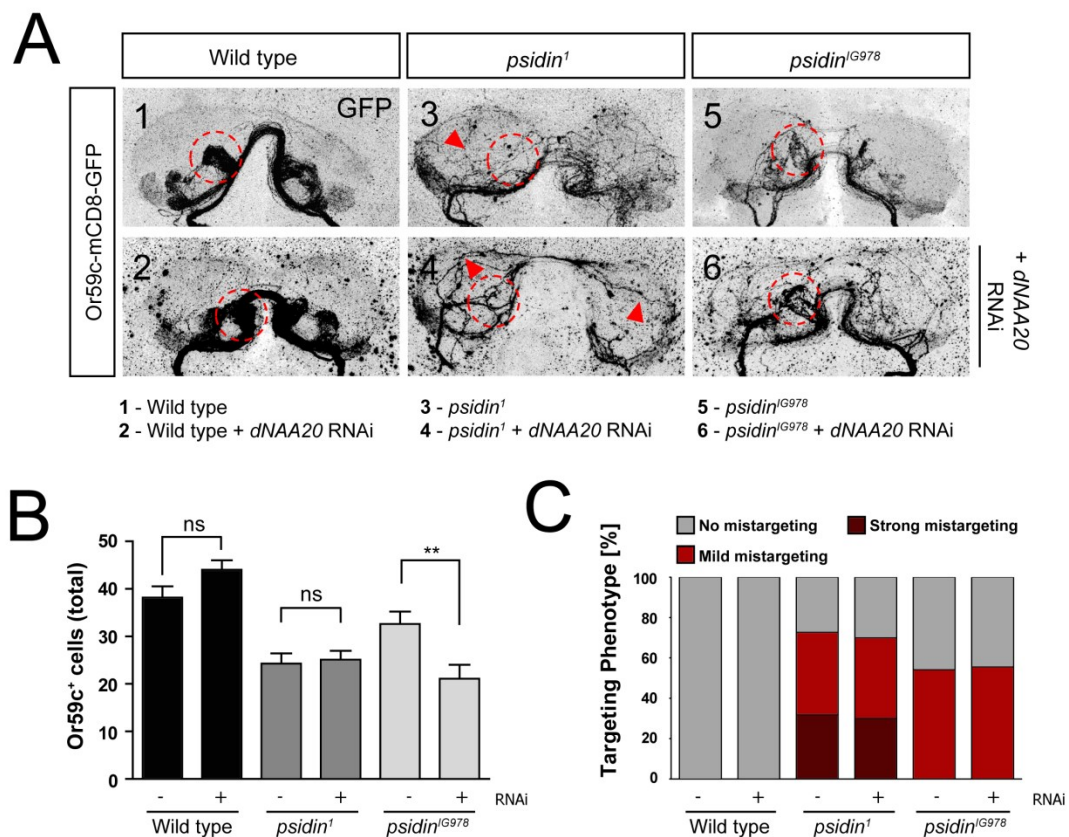 A
Wild type
psidin¹
psidinᴵᴳ⁹⁷⁸
Or59c-mCD8-GFP
1
GFP
3
5
2
4
6
+ dNAA20
RNAi
1 - Wild type
2 - Wild type + dNAA20 RNAi
3 - psidin¹
4 - psidin¹ + dNAA20 RNAi
5 - psidinᴵᴳ⁹⁷⁸
6 - psidinᴵᴳ⁹⁷⁸ + dNAA20 RNAi
B
Or59c⁺ cells (total)
50
40
30
20
10
0
ns
ns
**
- + - + - + RNAi
Wild type psidin¹ psidinᴵᴳ⁹⁷⁸
C
No mistargeting
Strong mistargeting
Mild mistargeting
Targeting Phenotype [%]
100
80
60
40
20
0
- + - + - + RNAi
Wild type psidin¹ psidinᴵᴳ⁹⁷⁸